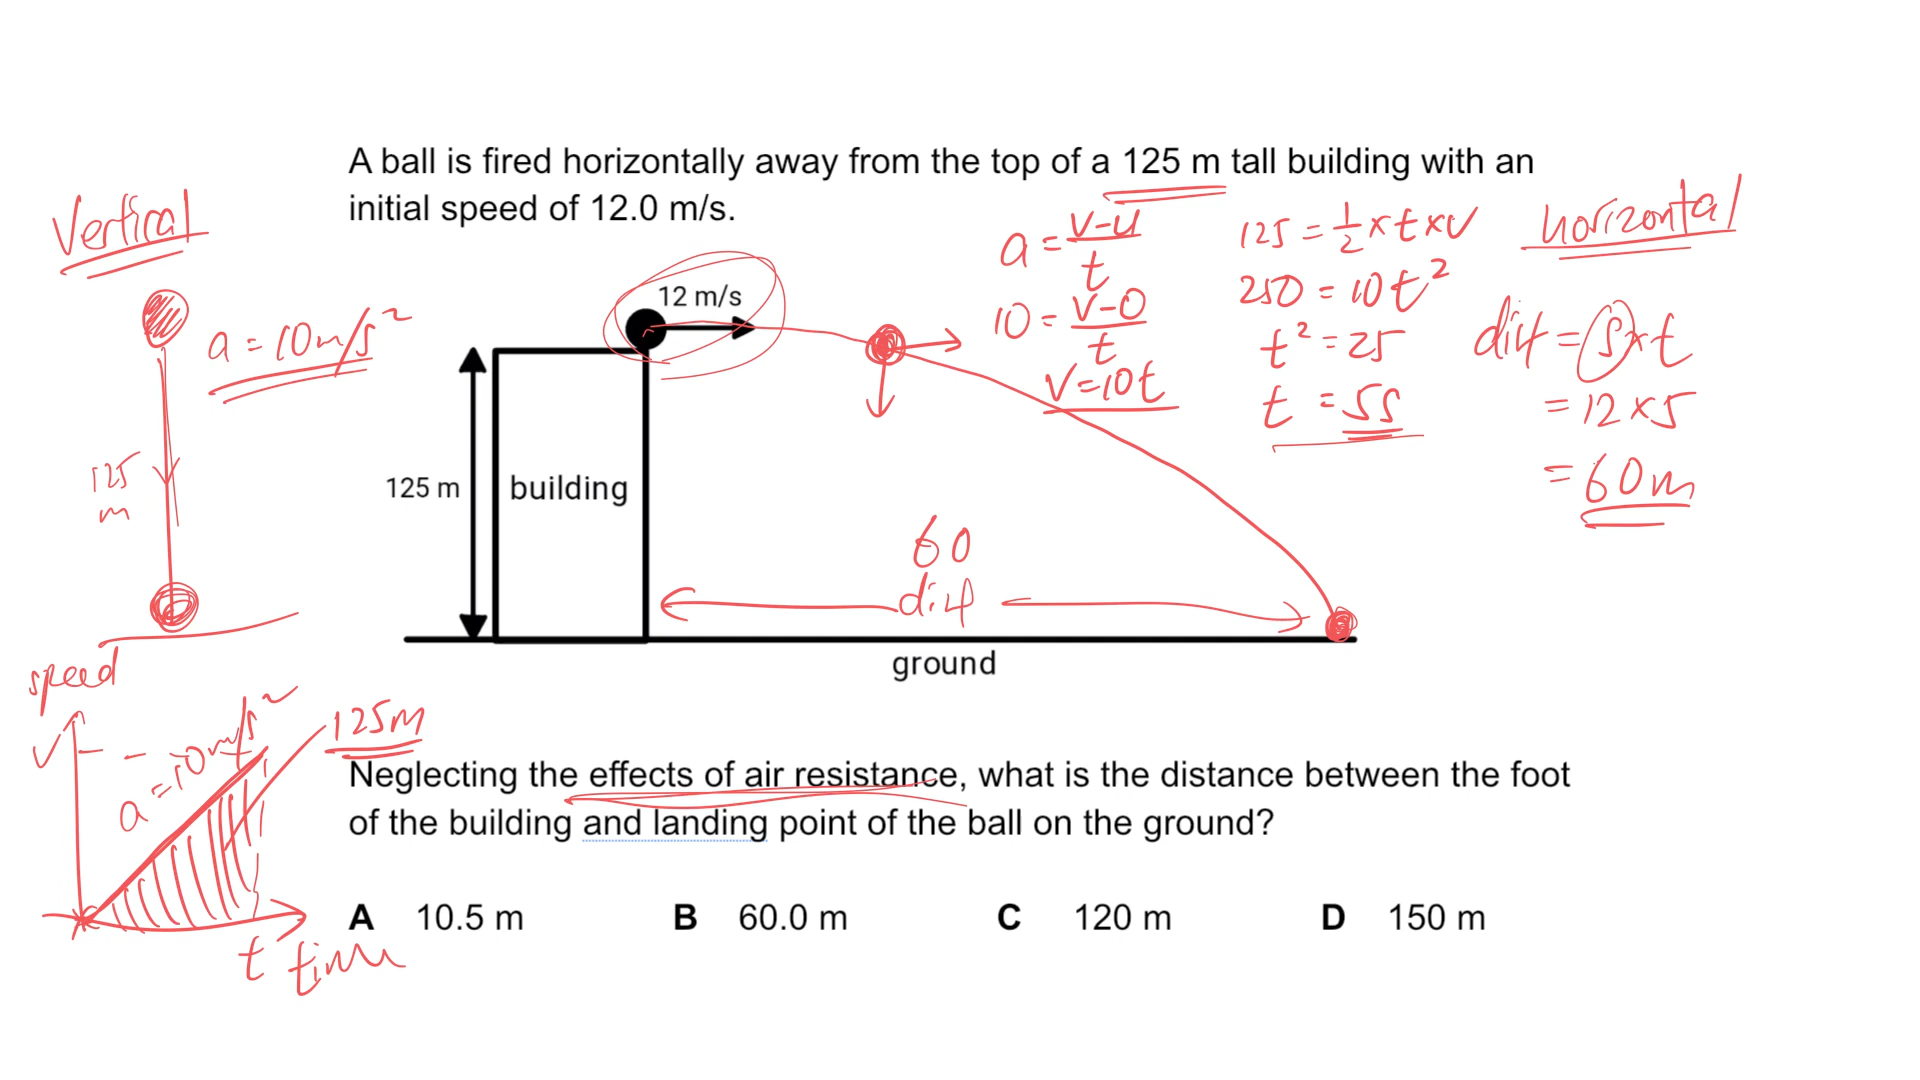 A ball is fired horizontally away from the top of a 125 m tall building with an
initial speed of 12.0 m/s.
Vertical
a = 10 m/s²
125
m
12 m/s
125 m
building
ground
60
dist
a = v-u/t
10 = v-0/t
v=10t
125 = 1/2 x t x v
250 = 10t²
t² = 25
t = 5s
Horizontal
dist = s x t
= 12 x 5
= 60m
speed
v
a = 10 m/s²
125m
t time
Neglecting the effects of air resistance, what is the distance between the foot
of the building and landing point of the ball on the ground?
A 10.5 m B 60.0 m C 120 m D 150 m